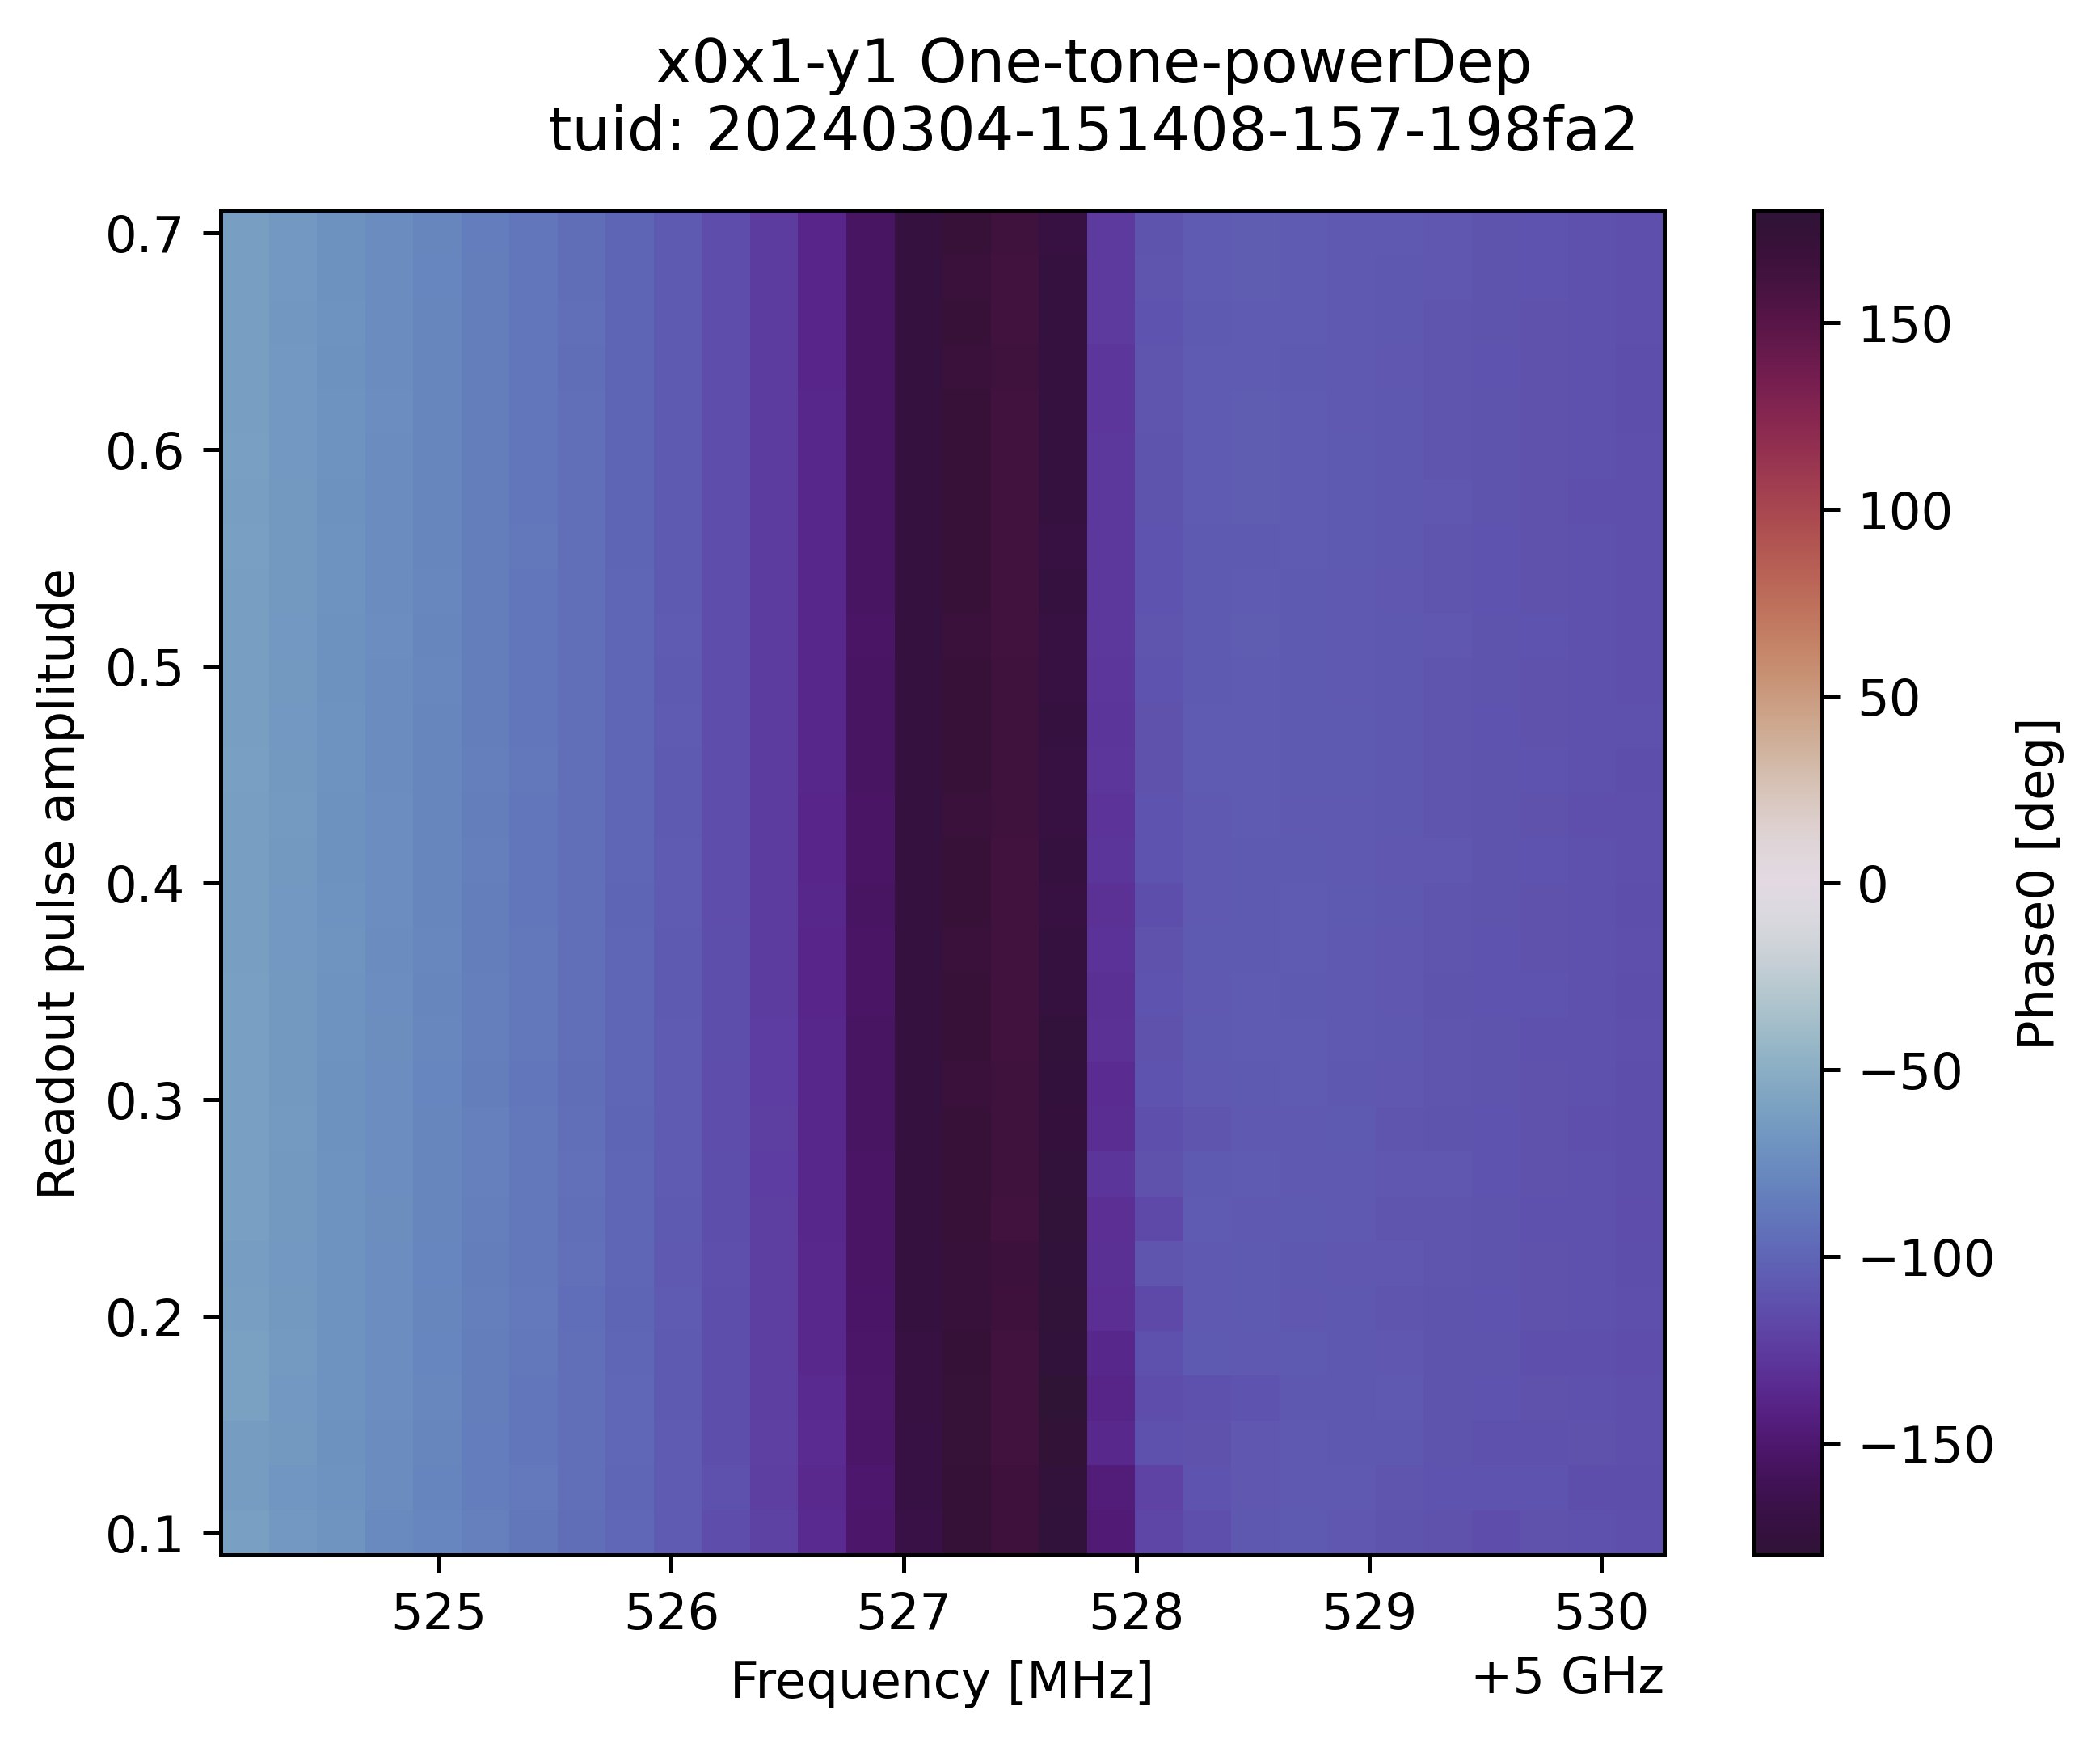 x0x1-y1 One-tone-powerDep
tuid: 20240304-151408-157-198fa2
Readout pulse amplitude
0.7
0.6
0.5
0.4
0.3
0.2
0.1
525 526 527 528 529 530
Frequency [MHz]
+5 GHz
150
100
50
0
−50
−100
−150
Phase0 [deg]